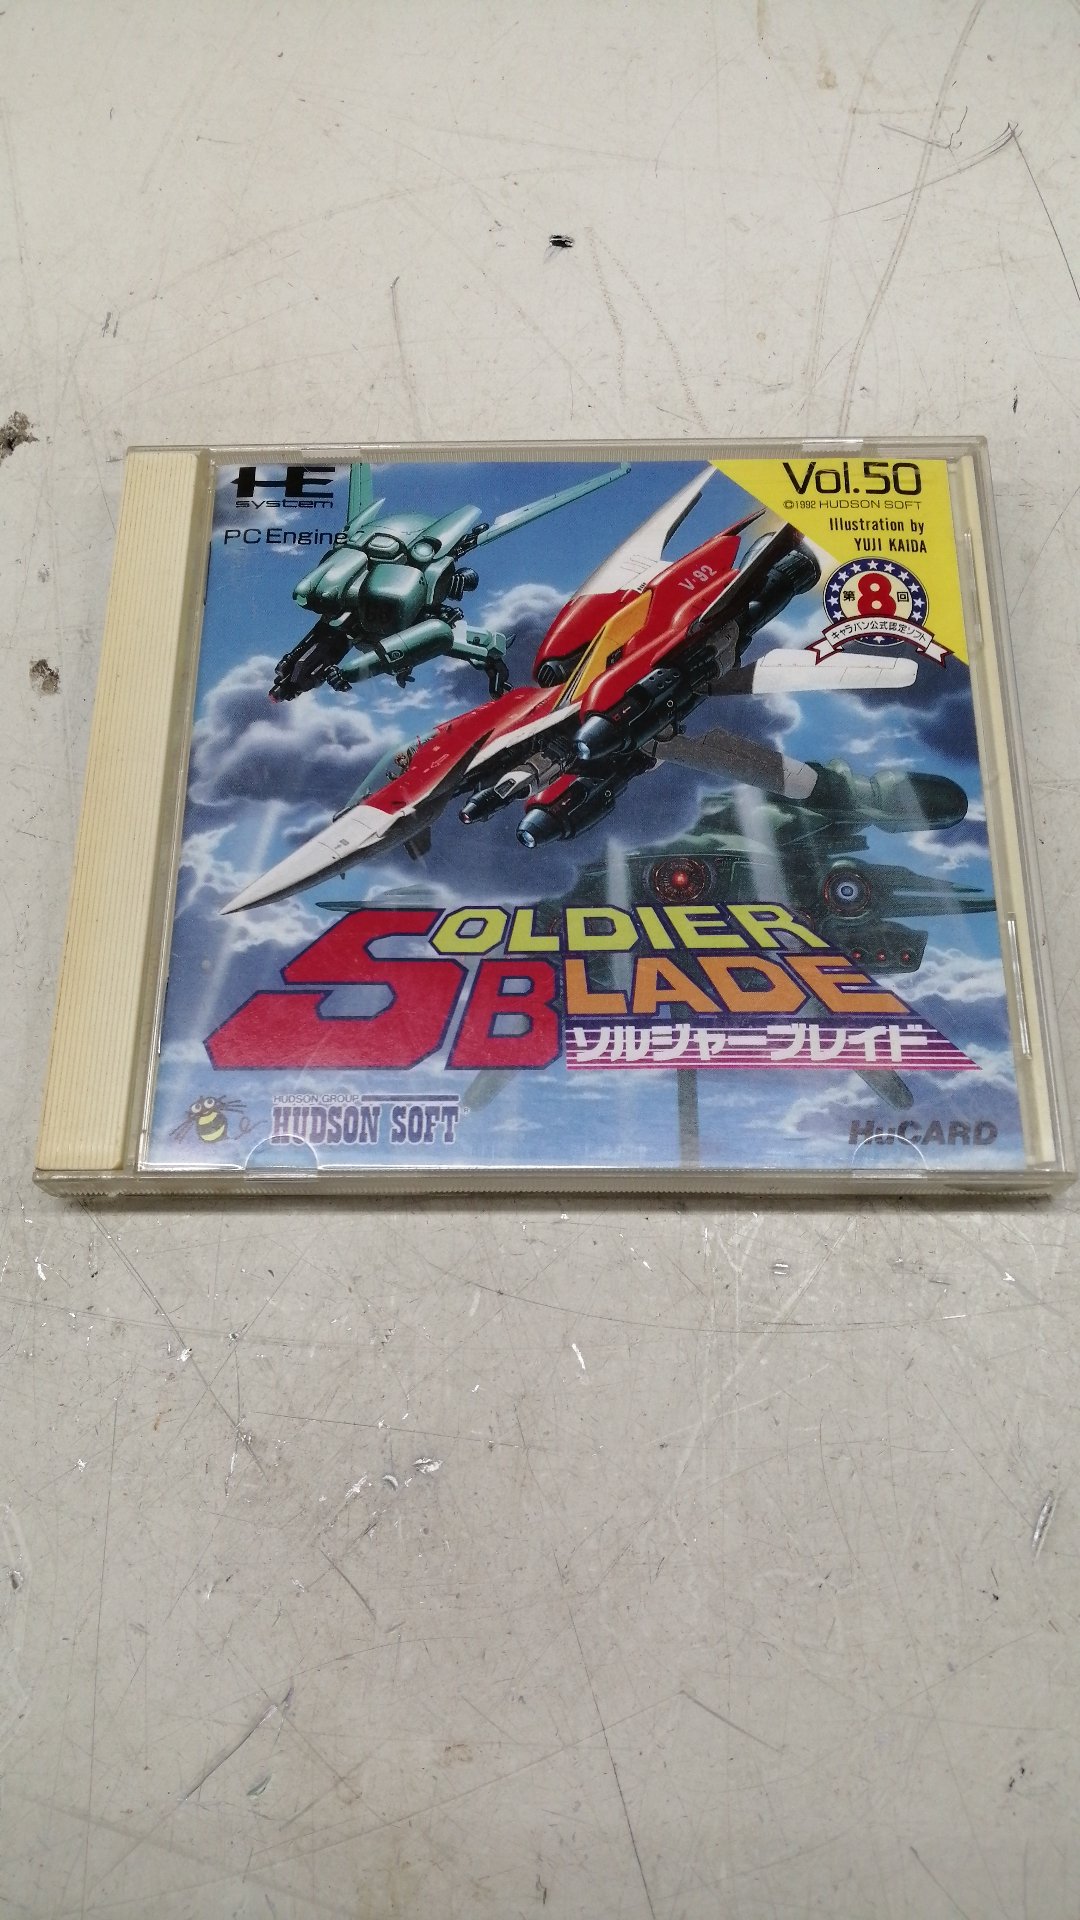 HE
system
PC Engine
Vol.50
©1992 HUDSON SOFT
Illustration by
YUJI KAIDA
第8回
キャラバン公式認定ソフト
V-92
SOLDIER
BLADE
ソルジャーブレイド
HUDSON GROUP
HUDSON SOFT®
HuCARD